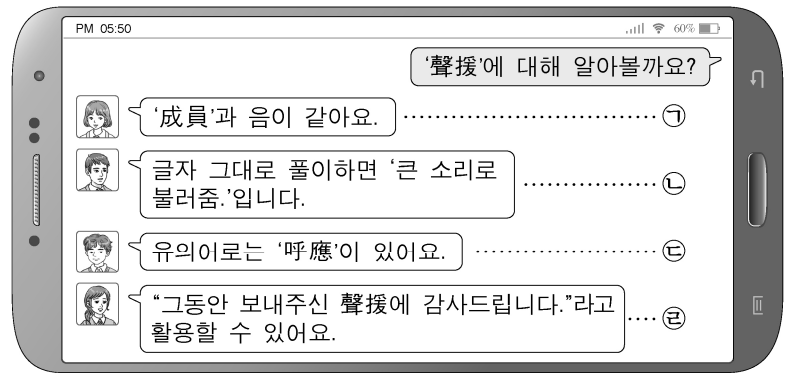 PM 05:50
60%
‘聲援’에 대해 알아볼까요?
‘成員’과 음이 같아요. ㉠
글자 그대로 풀이하면 ‘큰 소리로
불러줌.’입니다. ㉡
유의어로는 ‘呼應’이 있어요. ㉢
“그동안 보내주신 聲援에 감사드립니다.”라고
활용할 수 있어요. ㉣